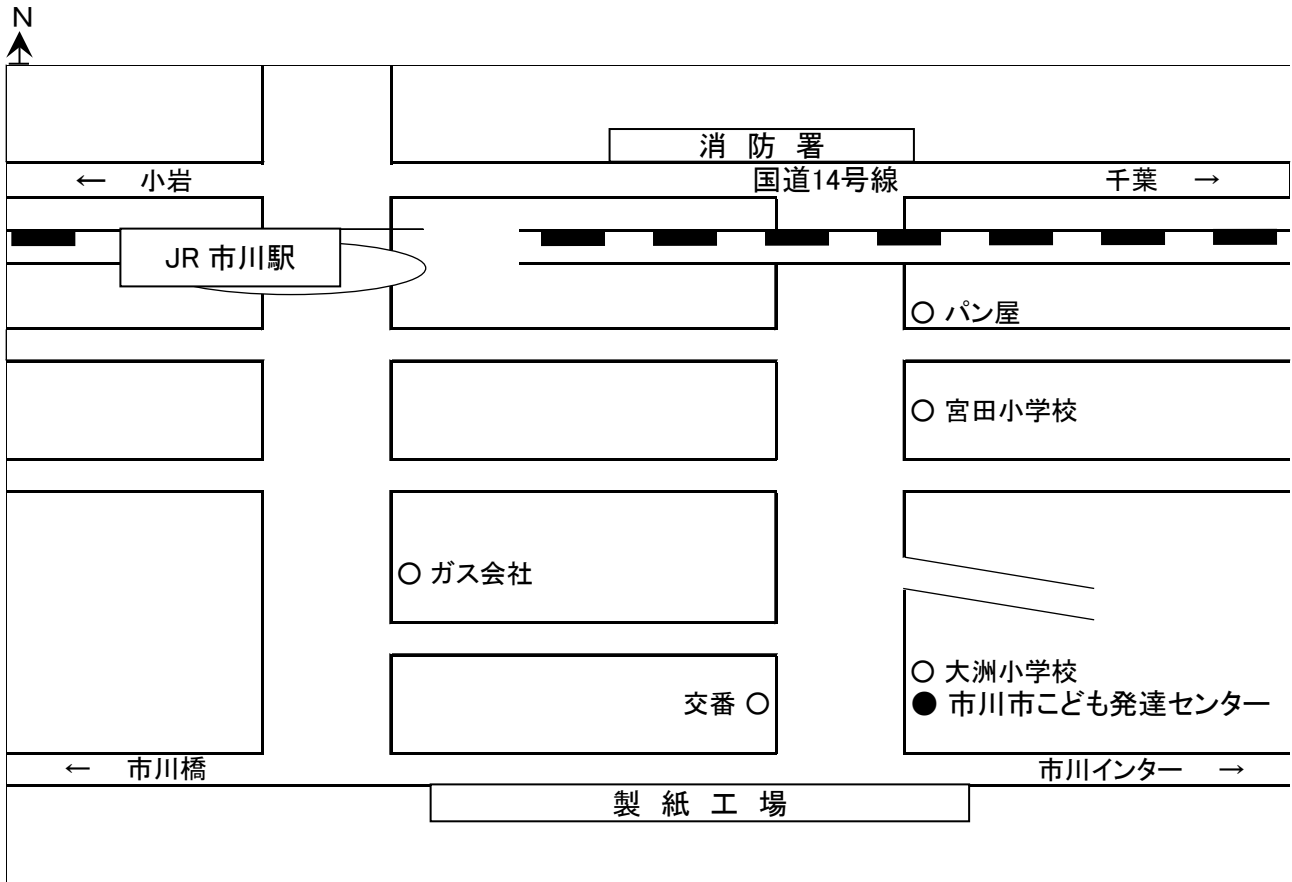 N
消 防 署
← 小岩 国道14号線 千葉 →
JR 市川駅
○ パン屋
○ 宮田小学校
○ ガス会社
○ 大洲小学校
交番 ○ ● 市川市こども発達センター
← 市川橋 市川インター →
製 紙 工 場